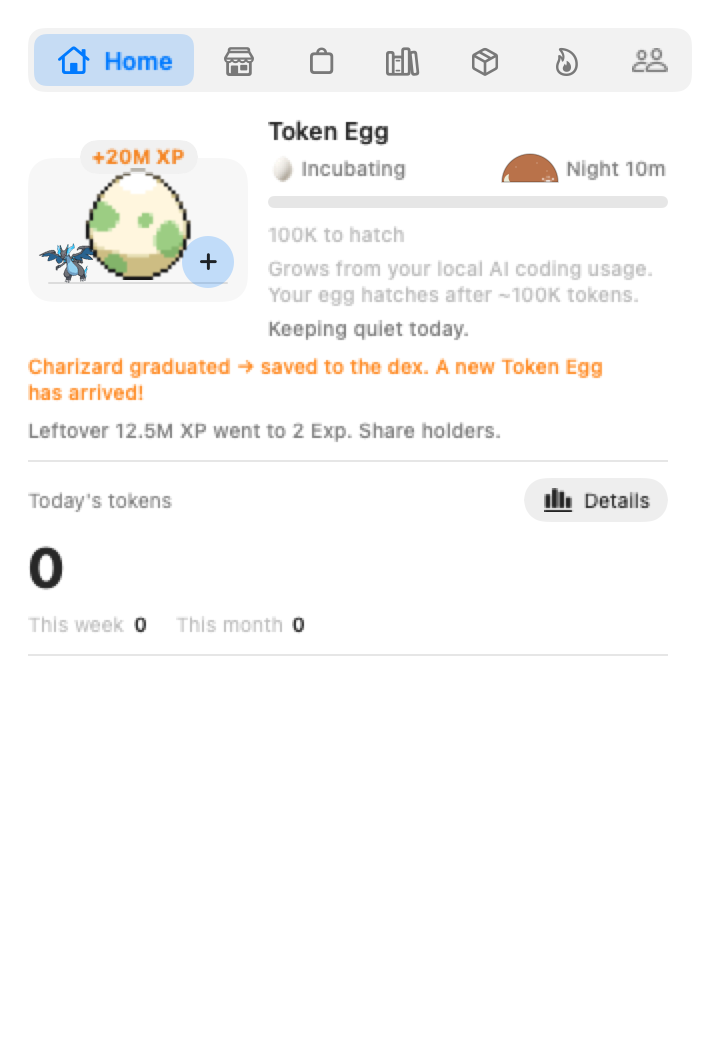 Home
+20M XP
Token Egg
Incubating
Night 10m
100K to hatch
Grows from your local AI coding usage.
Your egg hatches after ~100K tokens.
Keeping quiet today.
Charizard graduated → saved to the dex. A new Token Egg
has arrived!
Leftover 12.5M XP went to 2 Exp. Share holders.
Today's tokens
Details
0
This week 0 This month 0